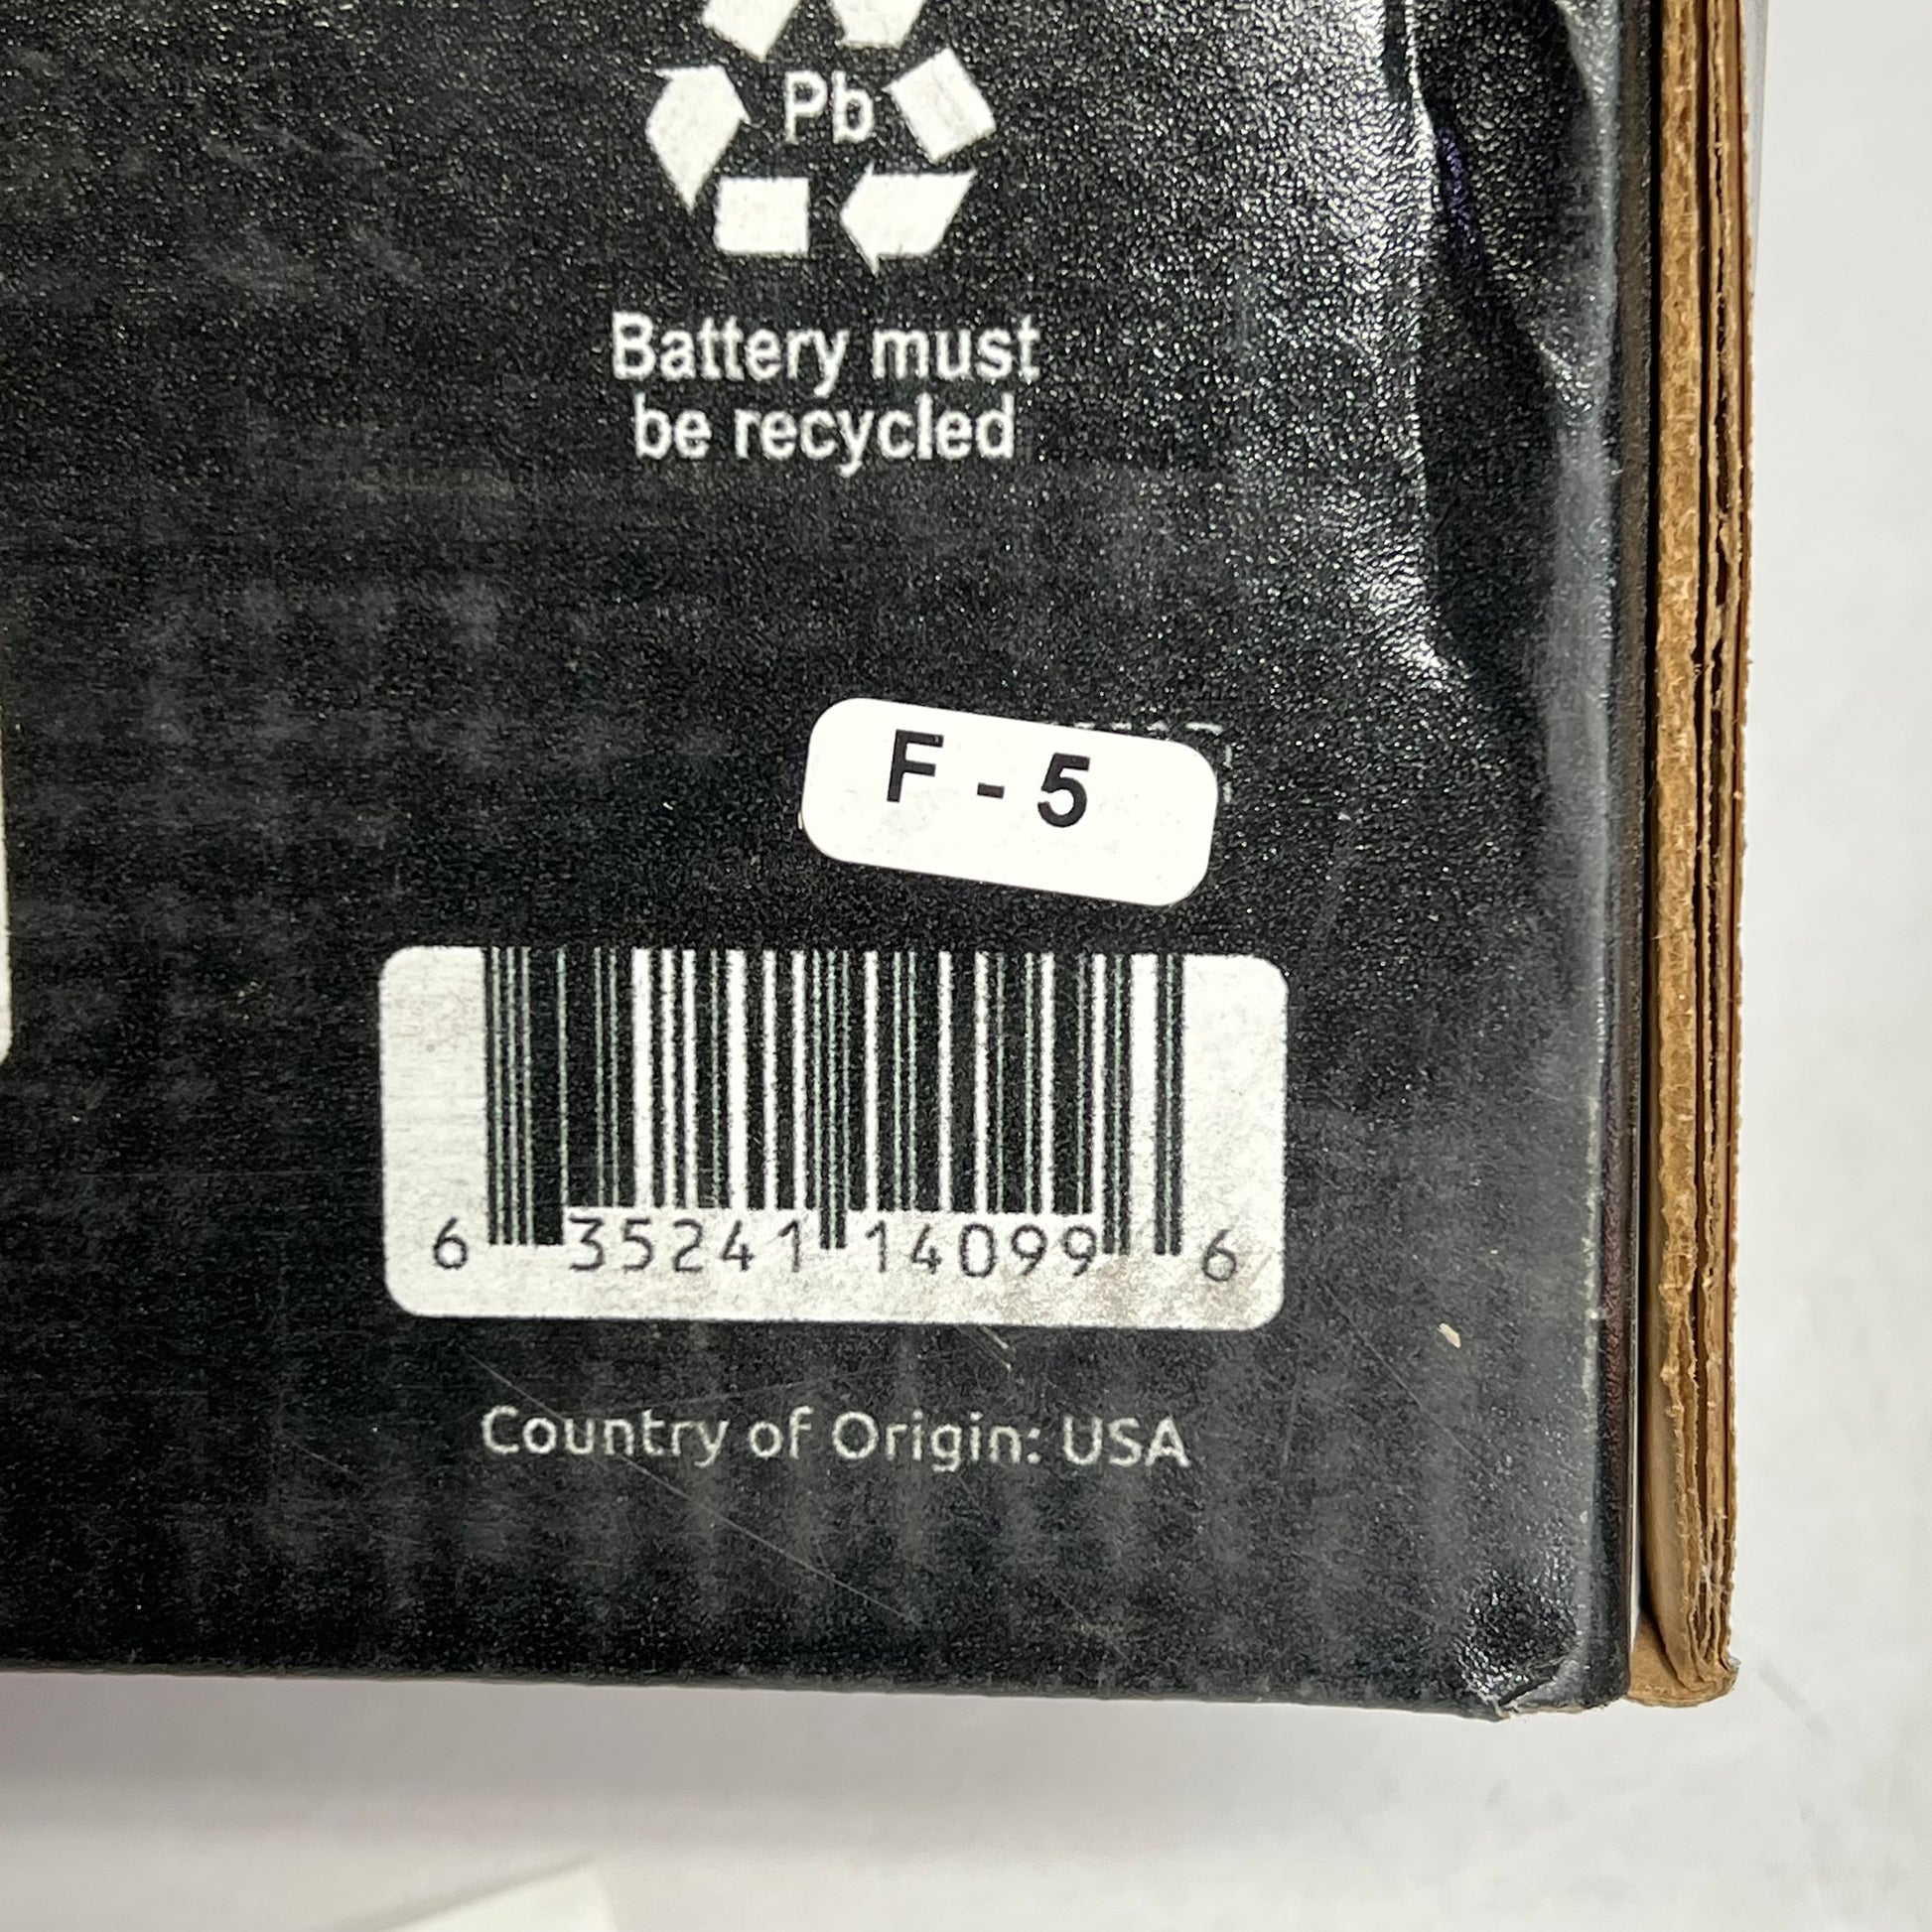 Pb
Battery must
be recycled
F - 5
6 35241 14099 6
Country of Origin: USA